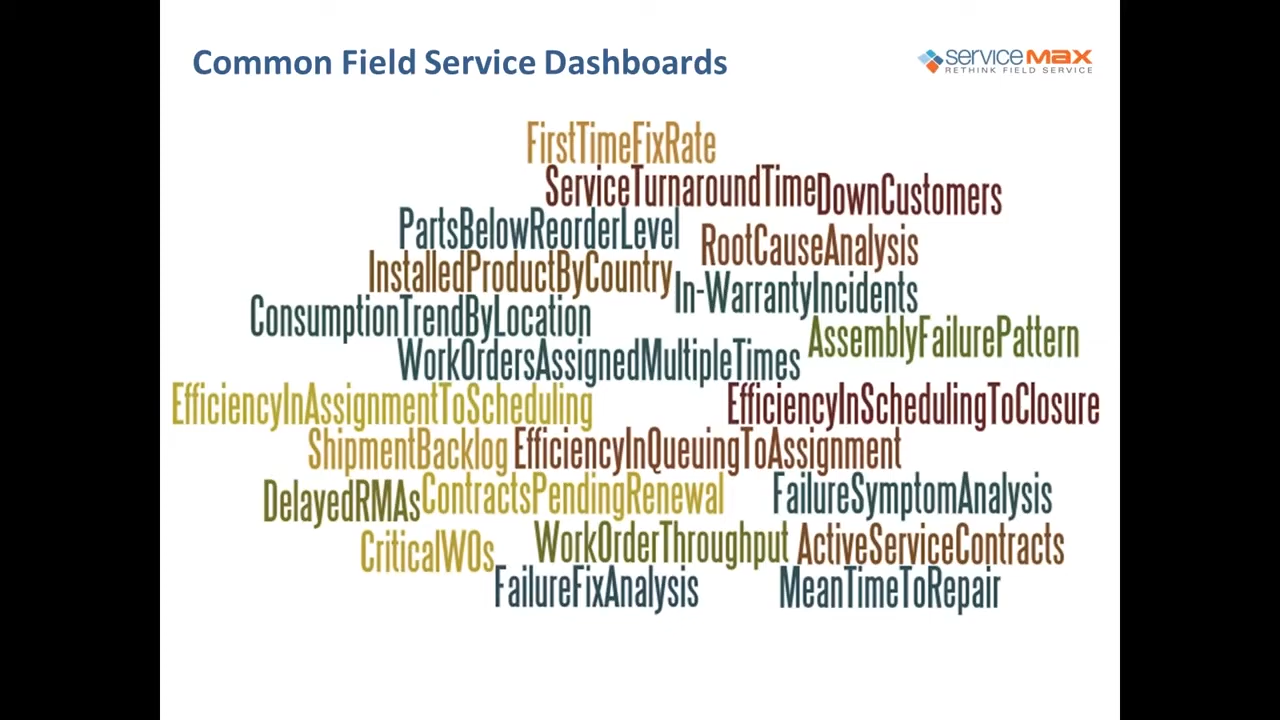 Common Field Service Dashboards
serviceMAX
RETHINK FIELD SERVICE
FirstTimeFixRate
ServiceTurnaroundTime
DownCustomers
PartsBelowReorderLevel
RootCauseAnalysis
InstalledProductByCountry
In-WarrantyIncidents
ConsumptionTrendByLocation
AssemblyFailurePattern
WorkOrdersAssignedMultipleTimes
EfficiencyInAssignmentToScheduling
EfficiencyInSchedulingToClosure
ShipmentBacklog
EfficiencyInQueuingToAssignment
DelayedRMAs
ContractsPendingRenewal
FailureSymptomAnalysis
CriticalWOs
WorkOrderThroughput
ActiveServiceContracts
FailureFixAnalysis
MeanTimeToRepair